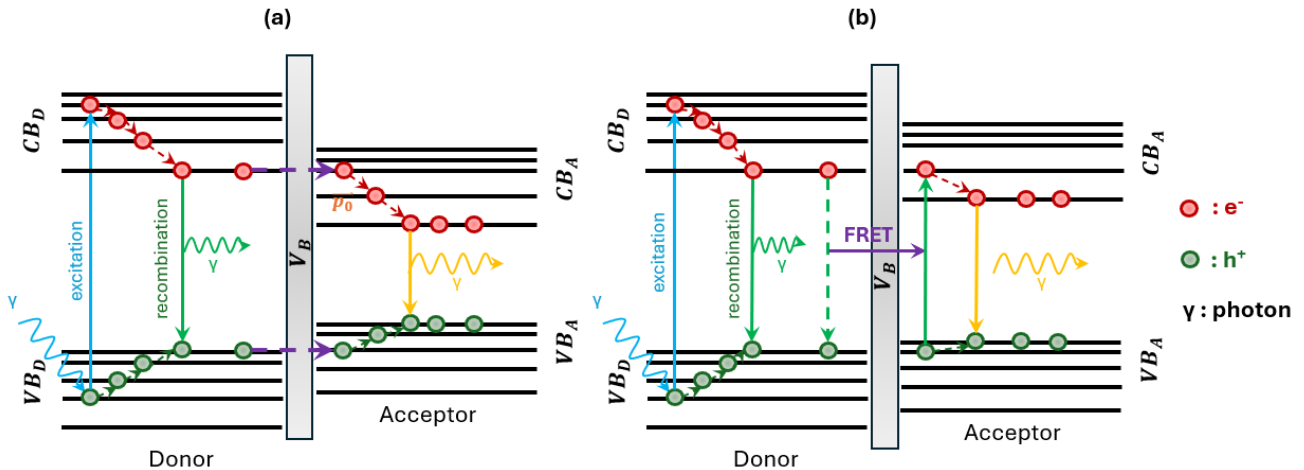 (a)
CB_D
VB_D
γ
excitation
recombination
γ
V_B
p_0
γ
CB_A
VB_A
Donor
Acceptor
(b)
CB_D
VB_D
γ
excitation
recombination
γ
FRET
V_B
γ
CB_A
VB_A
Donor
Acceptor
: e⁻
: h⁺
γ : photon